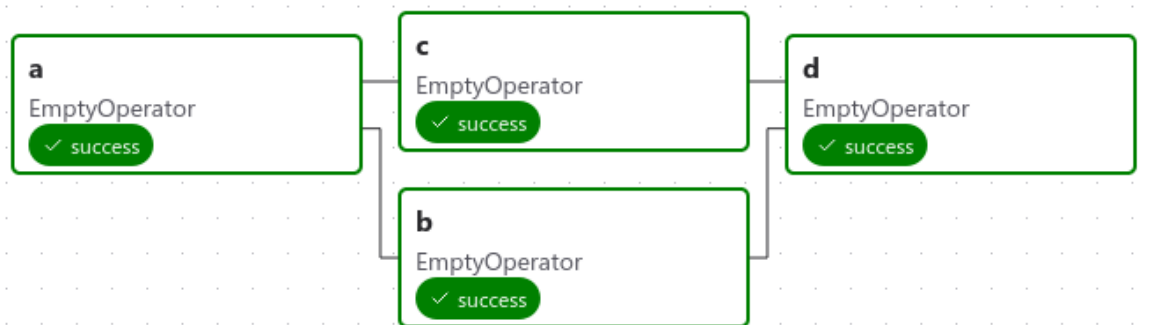 a
EmptyOperator
success
c
EmptyOperator
success
b
EmptyOperator
success
d
EmptyOperator
success